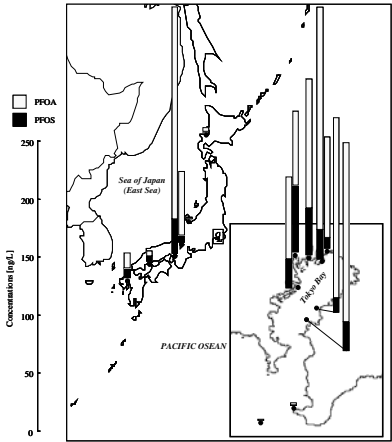 PFOA
PFOS
250
200
150
100
50
0
Concentrations [ng/L]
Sea of Japan
(East Sea)
PACIFIC OSEAN
Tokyo Bay